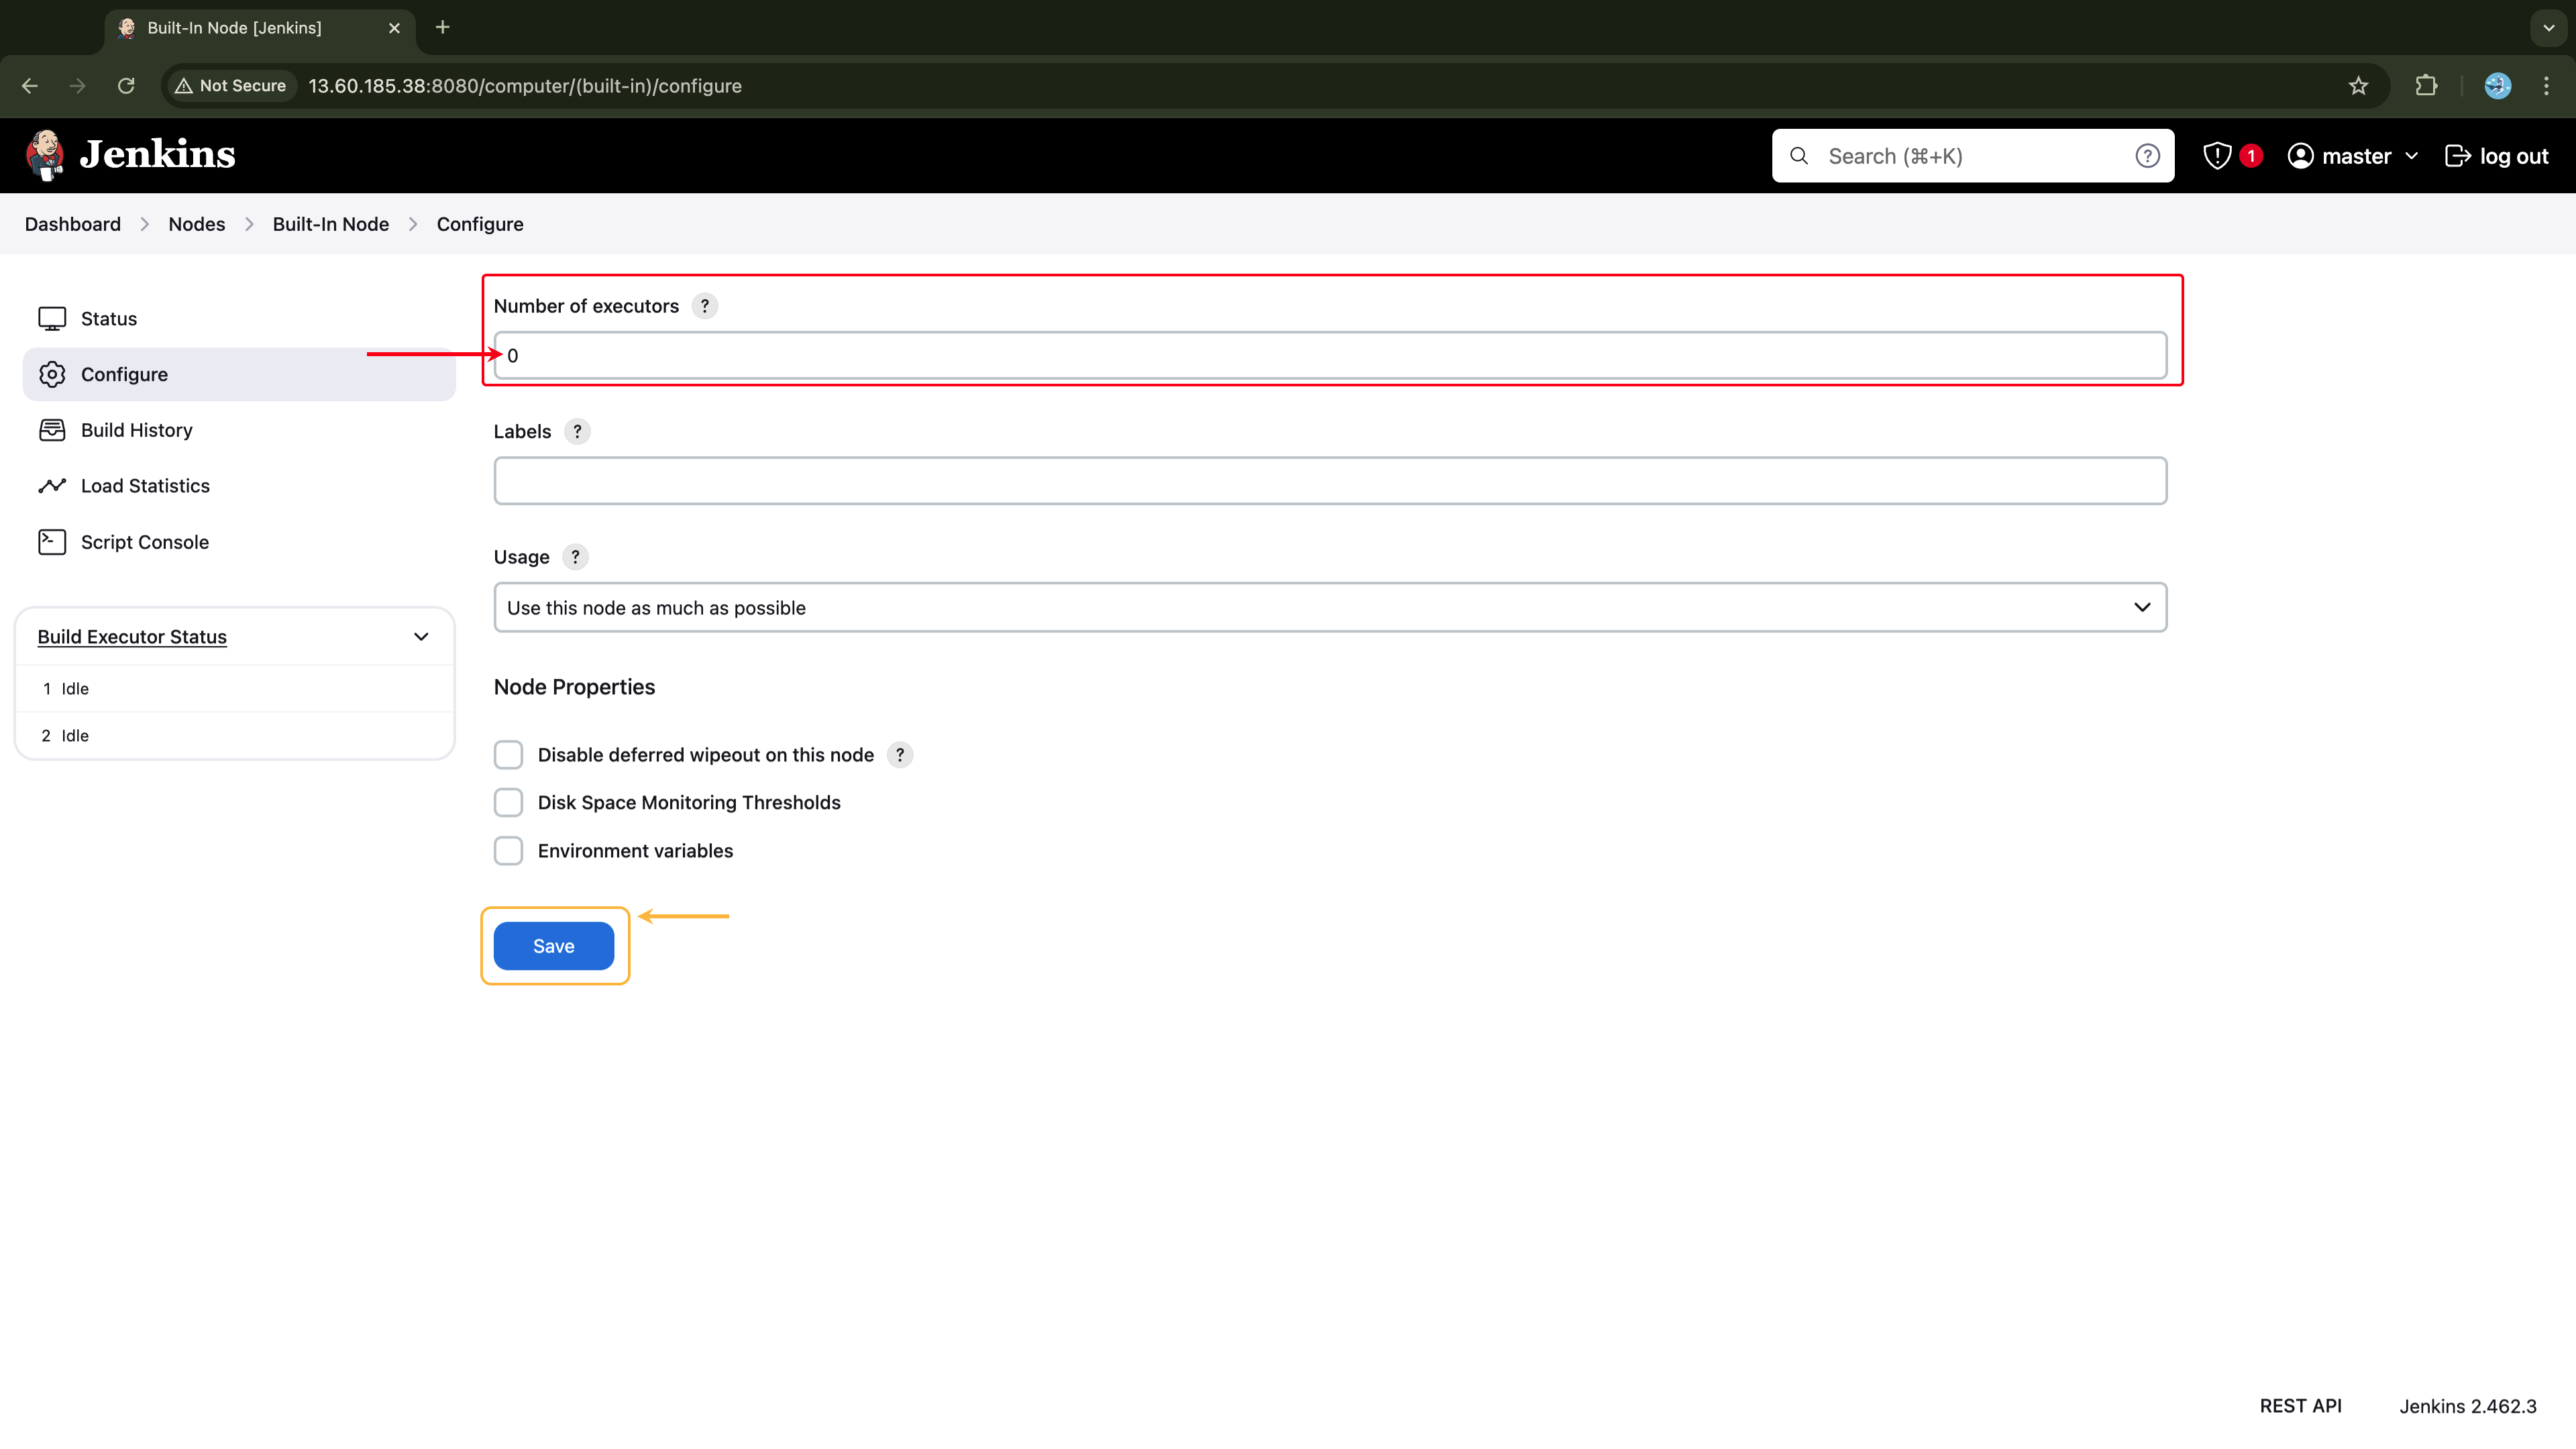 Built-In Node [Jenkins]
Not Secure 13.60.185.38:8080/computer/(built-in)/configure
Jenkins
Search (⌘+K) ?
1
master
log out
Dashboard > Nodes > Built-In Node > Configure
Status
Configure
Build History
Load Statistics
Script Console
Build Executor Status
1 Idle
2 Idle
Number of executors ?
0
Labels ?
Usage ?
Use this node as much as possible
Node Properties
Disable deferred wipeout on this node ?
Disk Space Monitoring Thresholds
Environment variables
Save
REST API Jenkins 2.462.3